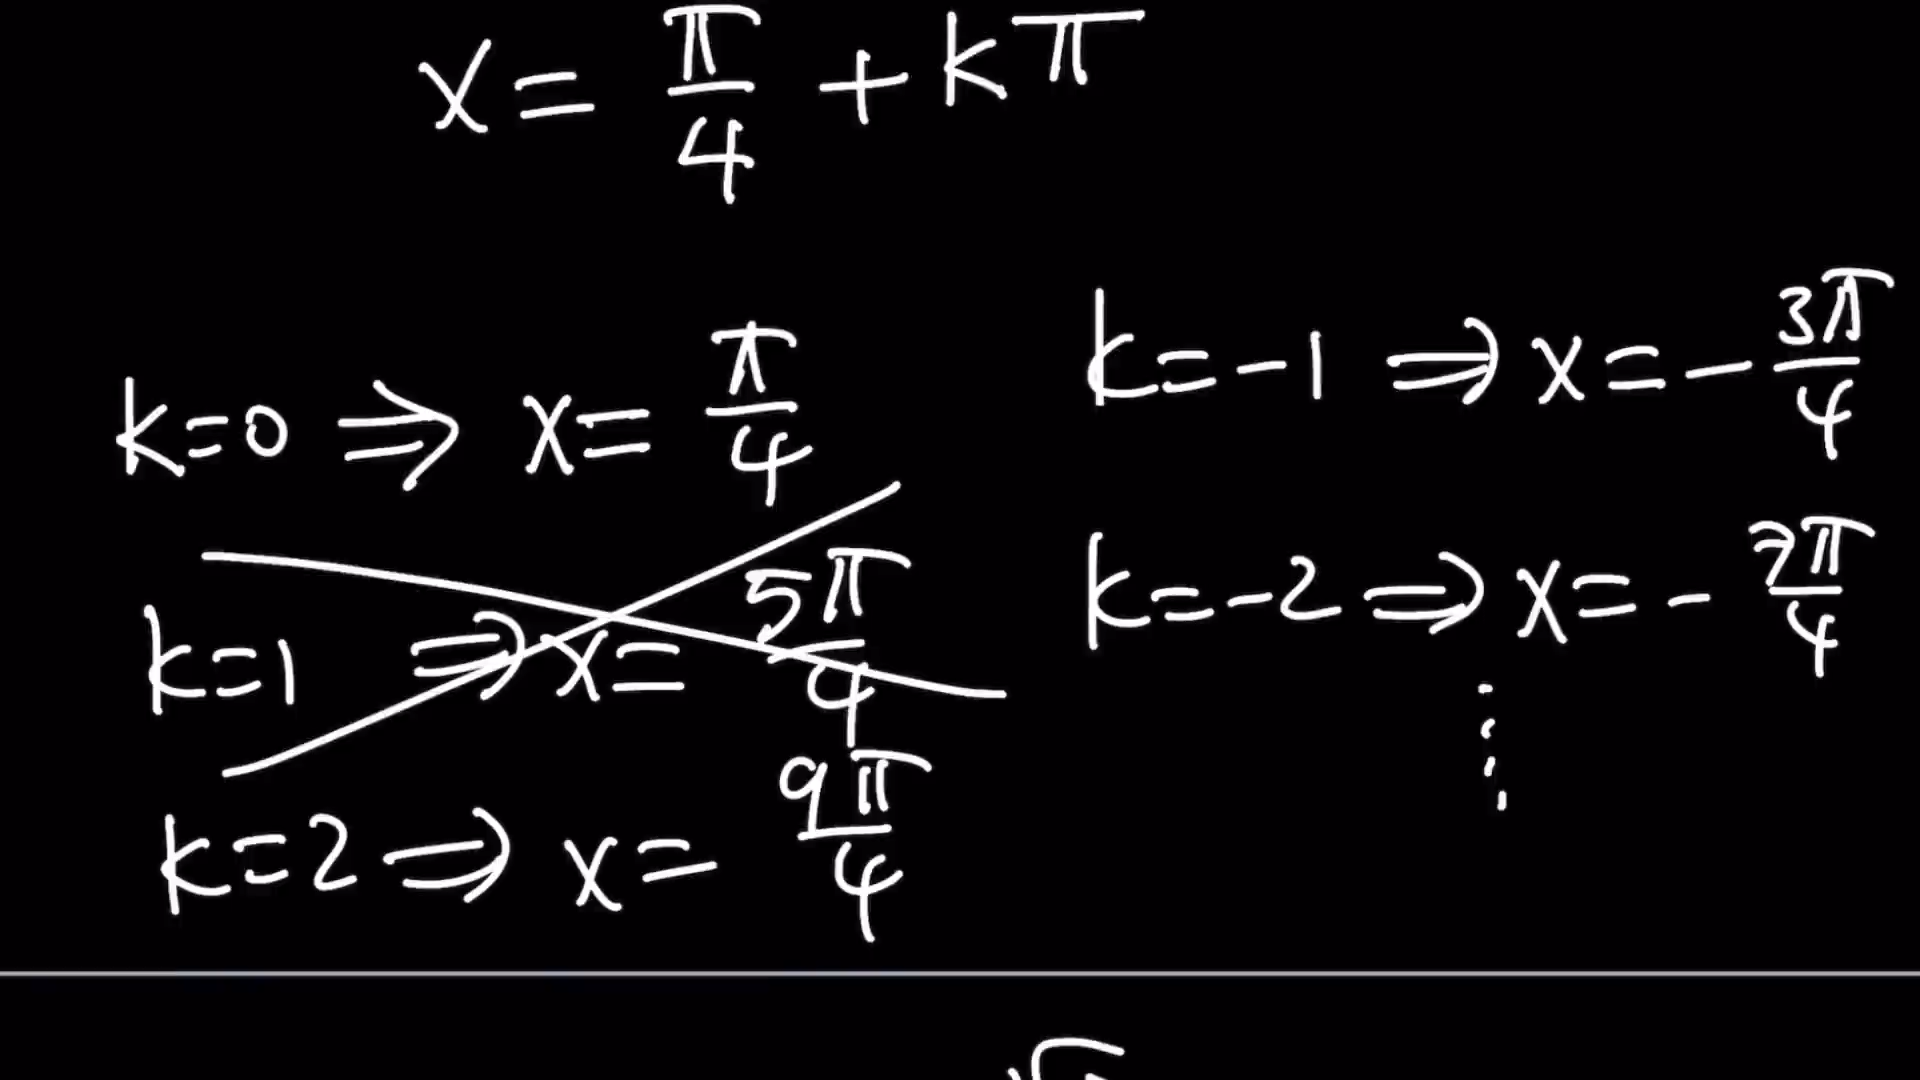 x = π/4 + kπ
k=0 ⇒ x= π/4
k=1 ⇒ x= 5π/4
k=2 ⇒ x= 9π/4
k=-1 ⇒ x=- 3π/4
k=-2 ⇒ x=- 7π/4
⋮